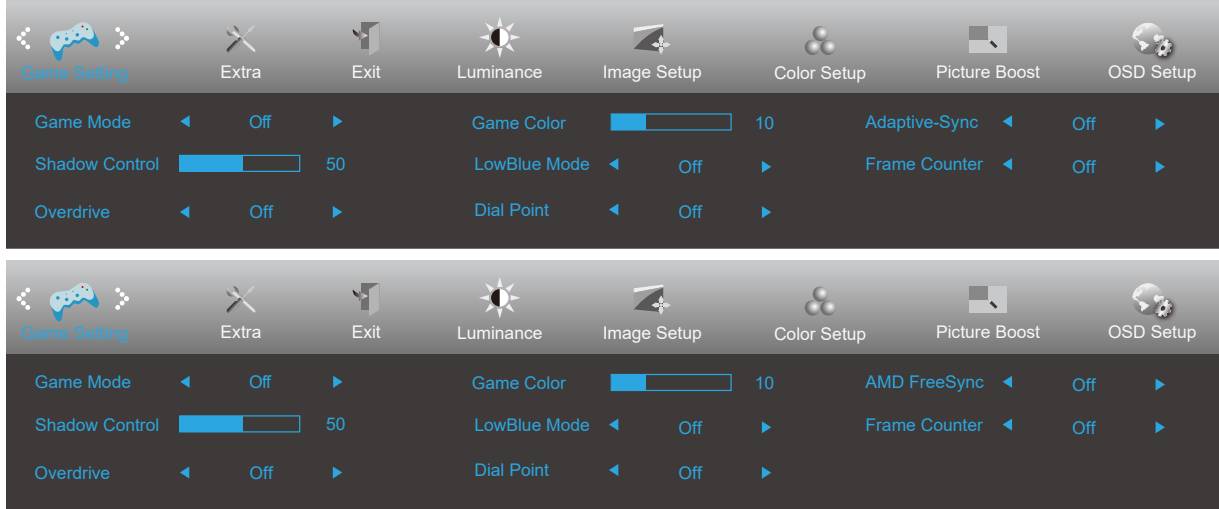 Game Setting Extra Exit Luminance Image Setup Color Setup Picture Boost OSD Setup
Game Mode Off Game Color 10 Adaptive-Sync Off
Shadow Control 50 LowBlue Mode Off Frame Counter Off
Overdrive Off Dial Point Off
Game Setting Extra Exit Luminance Image Setup Color Setup Picture Boost OSD Setup
Game Mode Off Game Color 10 AMD FreeSync Off
Shadow Control 50 LowBlue Mode Off Frame Counter Off
Overdrive Off Dial Point Off